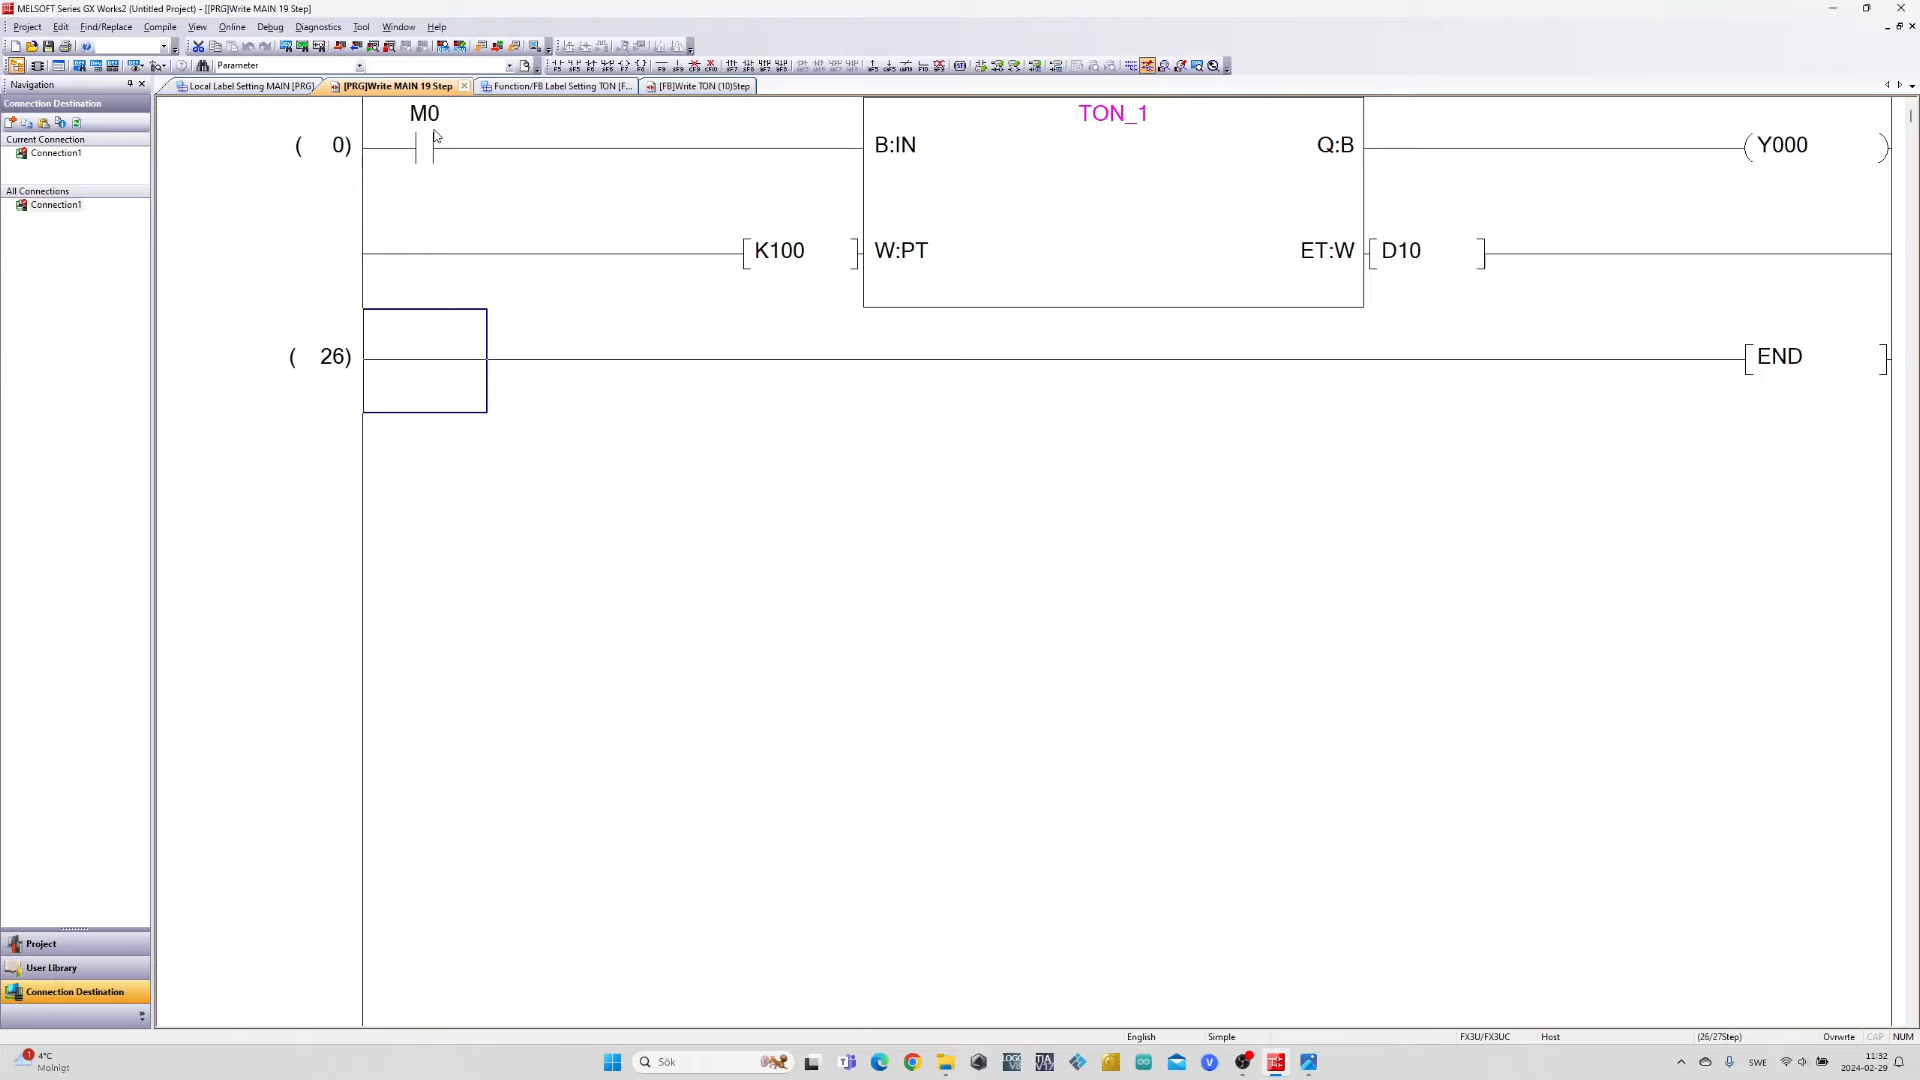 MELSOFT Series GX Works2 (Untitled Project) - [[PRG]Write MAIN 19 Step]
Project Edit Find/Replace Compile View Online Debug Diagnostics Tool Window Help
Parameter
Navigation
Local Label Setting MAIN [PRG]
[PRG]Write MAIN 19 Step
Function/FB Label Setting TON [F...
[FB]Write TON (10)Step
Connection Destination
Current Connection
Connection1
All Connections
Connection1
M0
TON_1
( 0)
B:IN
Q:B
Y000
K100
W:PT
ET:W
D10
( 26)
END
Project
User Library
Connection Destination
English
Simple
FX3U/FX3UC
Host
(26/27Step)
Ovrwrte
CAP
NUM
1
4°C
Molnigt
Sök
SWE
11:32
2024-02-29